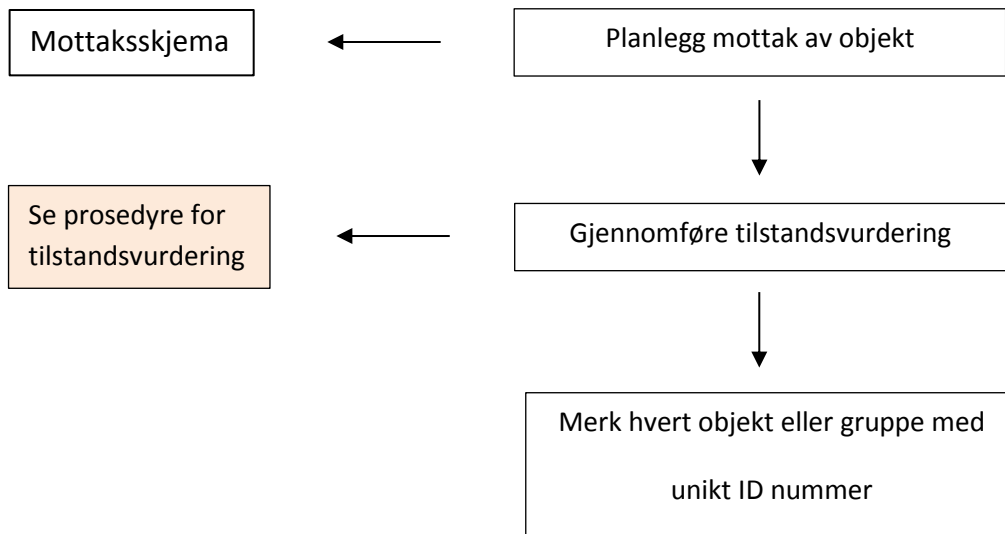 Mottaksskjema
Planlegg mottak av objekt
Se prosedyre for
tilstandsvurdering
Gjennomføre tilstandsvurdering
Merk hvert objekt eller gruppe med
unikt ID nummer